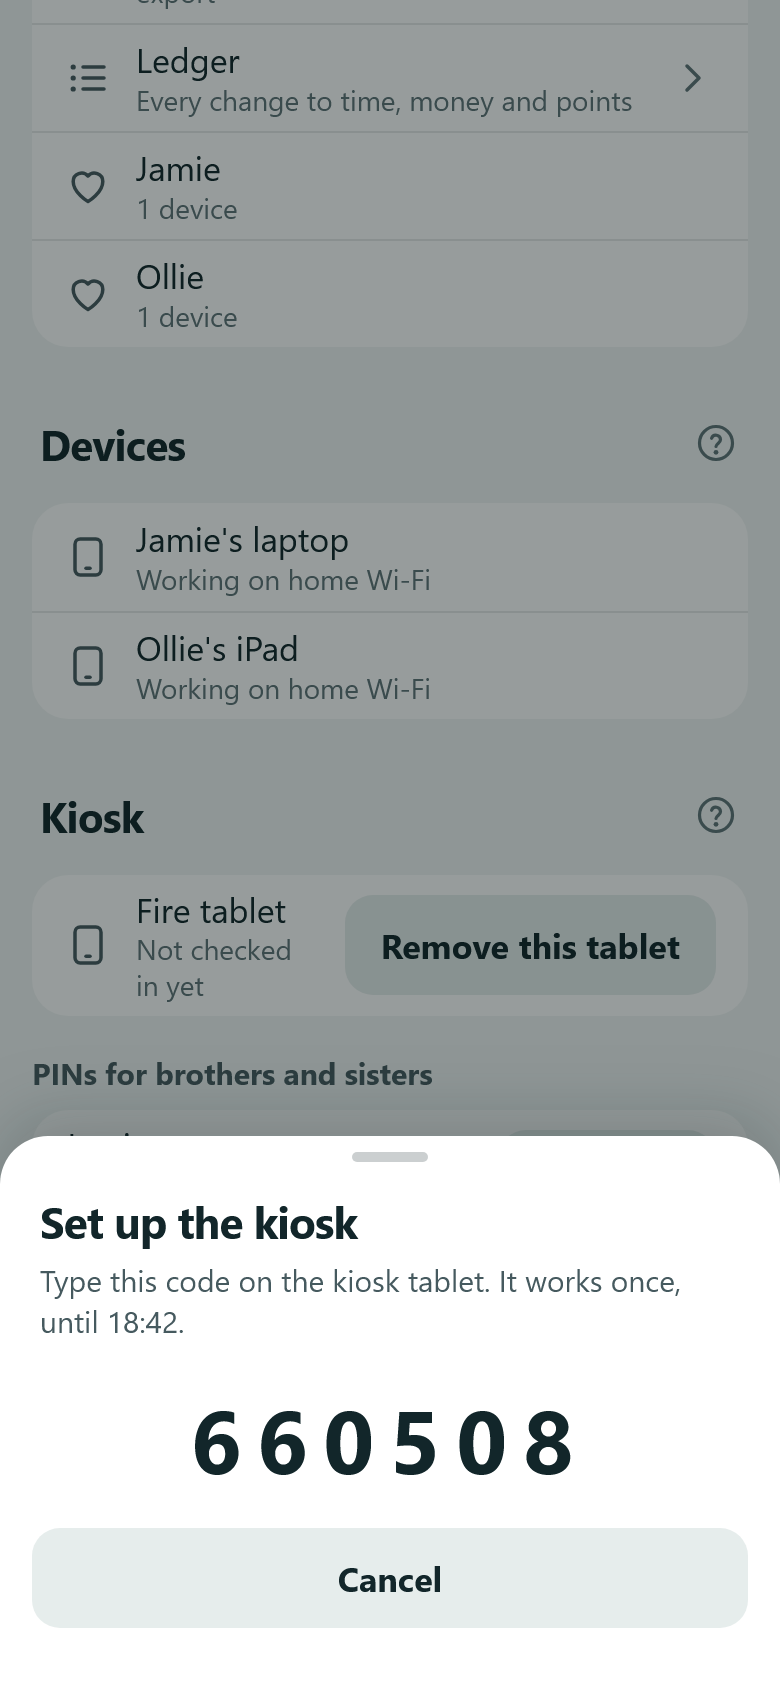 Ledger
Every change to time, money and points
Jamie
1 device
Ollie
1 device
Devices
Jamie's laptop
Working on home Wi-Fi
Ollie's iPad
Working on home Wi-Fi
Kiosk
Fire tablet
Not checked
in yet
Remove this tablet
PINs for brothers and sisters
Set up the kiosk
Type this code on the kiosk tablet. It works once,
until 18:42.
660508
Cancel